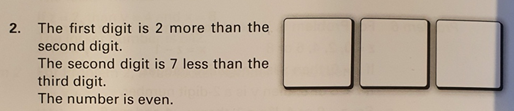 2. The first digit is 2 more than the
second digit.
The second digit is 7 less than the
third digit.
The number is even.